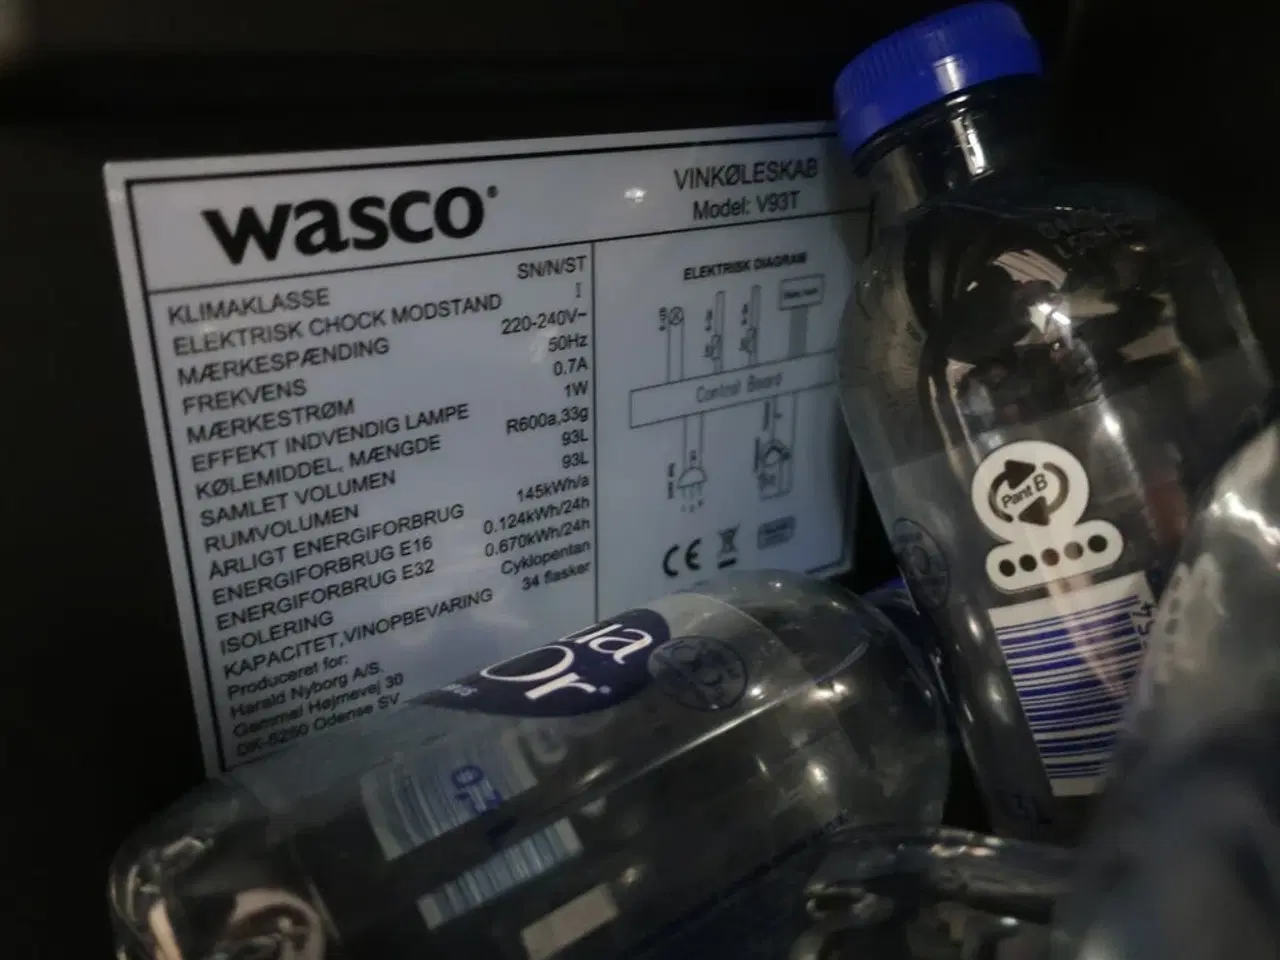 wasco®
VINKØLESKAB
Model: V93T
KLIMAKLASSE SN/N/ST
ELEKTRISK CHOCK MODSTAND I
MÆRKESPÆNDING 220-240V~
FREKVENS 50Hz
MÆRKESTRØM 0.7A
EFFEKT INDVENDIG LAMPE 1W
KØLEMIDDEL, MÆNGDE R600a,33g
SAMLET VOLUMEN 93L
RUMVOLUMEN 93L
ÅRLIGT ENERGIFORBRUG 145kWh/a
ENERGIFORBRUG E16 0.124kWh/24h
ENERGIFORBRUG E32 0.670kWh/24h
ISOLERING Cyklopentan
KAPACITET,VINOPBEVARING 34 flasker
Produceret for:
Harald Nyborg A/S.
Gammel Højmevej 30
DK-5250 Odense SV
ELEKTRISK DIAGRAM
Control Board
CE
Pant B
ua
Or